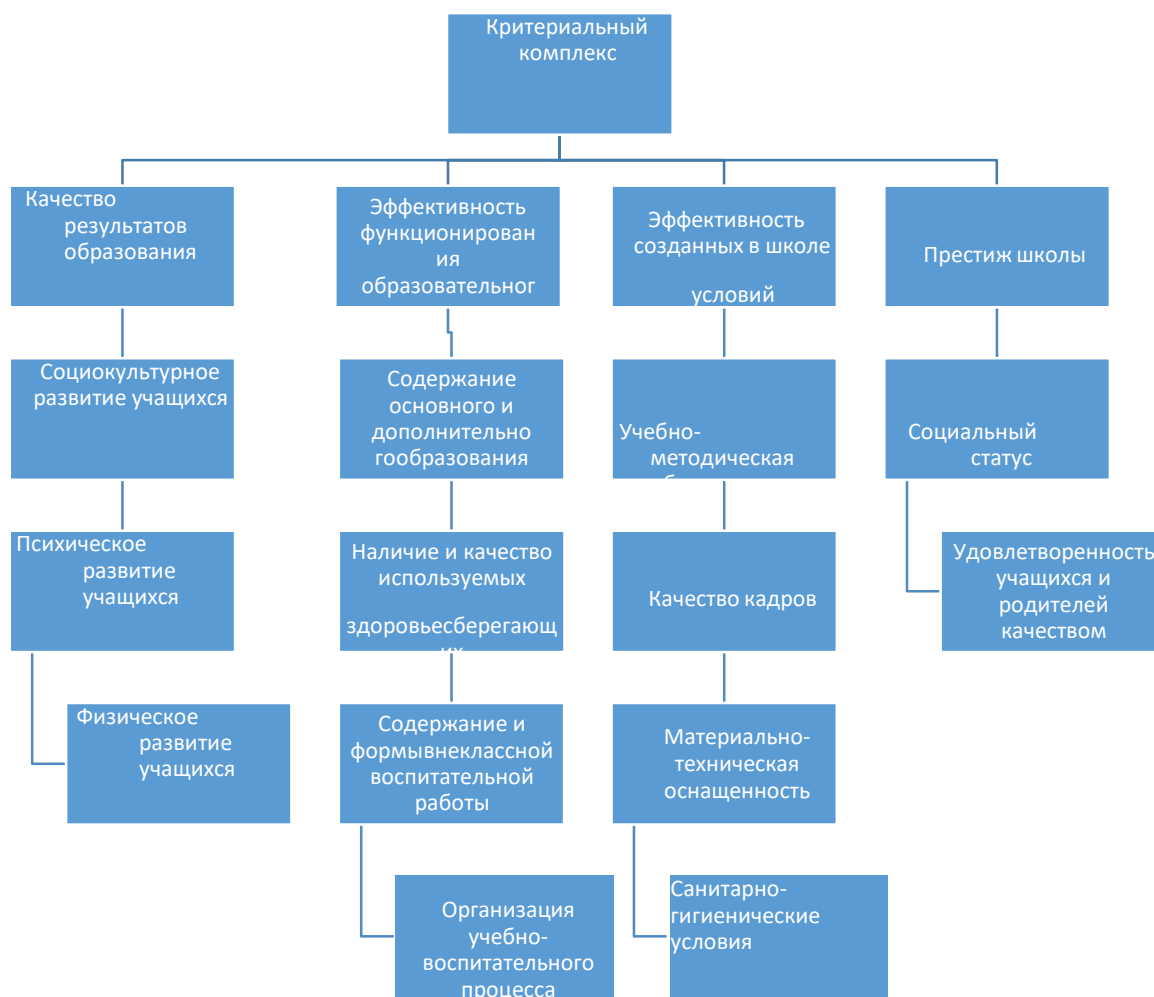 Критериальный
комплекс
Качество
результатов
образования
Эффективность
функционирован
ия
образовательног
Эффективность
созданных в школе
условий
Престиж школы
Социокультурное
развитие учащихся
Содержание
основного и
дополнительно
гообразования
Учебно-
методическая
Социальный
статус
Психическое
развитие
учащихся
Наличие и качество
используемых
здоровьесберегающ
их
Качество кадров
Удовлетворенность
учащихся и
родителей
качеством
Физическое
развитие
учащихся
Содержание и
формывнеклассной
воспитательной
работы
Материально-
техническая
оснащенность
Организация
учебно-
воспитательного
процесса
Санитарно-
гигиенические
условия